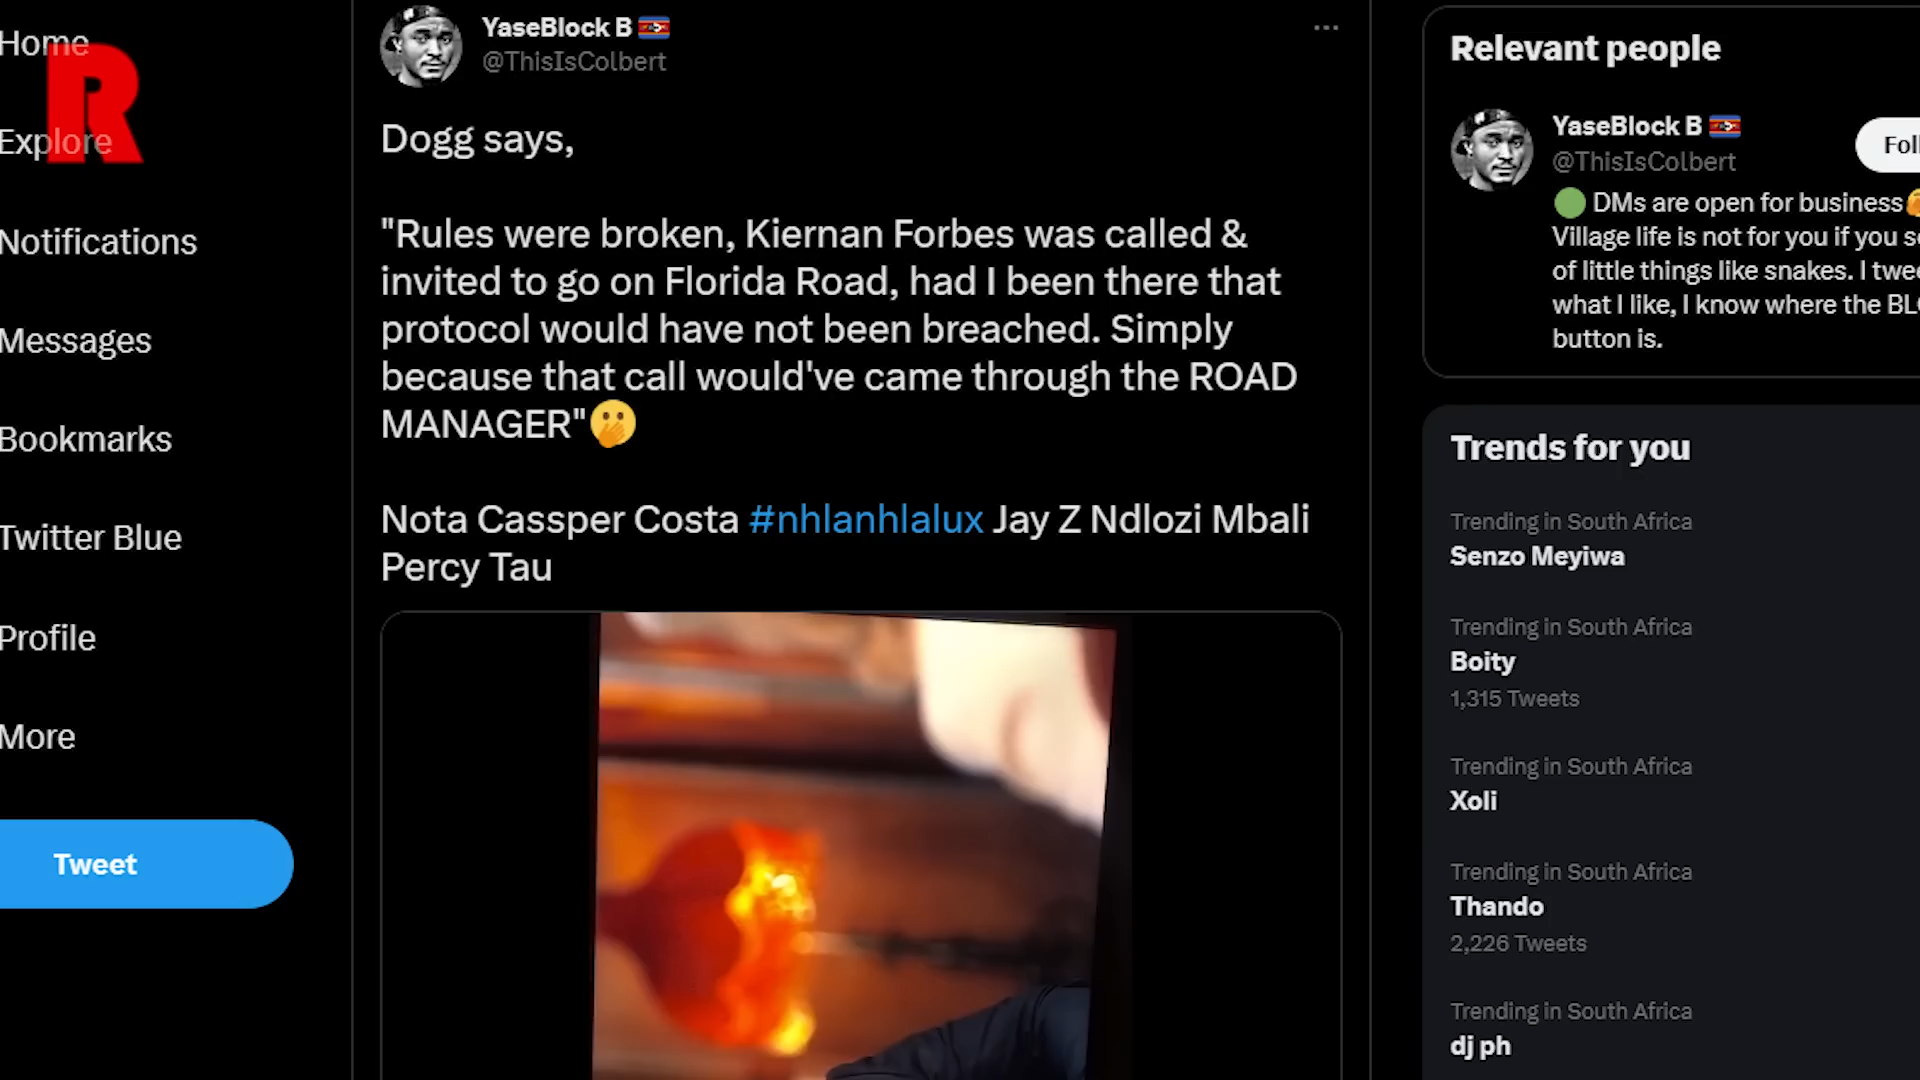 Home
R
Explore
Notifications
Messages
Bookmarks
Twitter Blue
Profile
More
Tweet
YaseBlock B
@ThisIsColbert
Dogg says,
"Rules were broken, Kiernan Forbes was called &
invited to go on Florida Road, had I been there that
protocol would have not been breached. Simply
because that call would've came through the ROAD
MANAGER"🫢
Nota Cassper Costa #nhlanhlalux Jay Z Ndlozi Mbali
Percy Tau
Relevant people
YaseBlock B
@ThisIsColbert
Foll
DMs are open for business
Village life is not for you if you s
of little things like snakes. I twe
what I like, I know where the BL
button is.
Trends for you
Trending in South Africa
Senzo Meyiwa
Trending in South Africa
Boity
1,315 Tweets
Trending in South Africa
Xoli
Trending in South Africa
Thando
2,226 Tweets
Trending in South Africa
dj ph